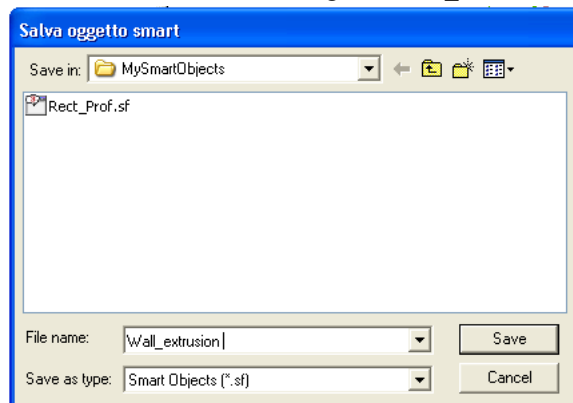 Salva oggetto smart
Save in: MySmartObjects
Rect_Prof.sf
File name: Wall_extrusion Save
Save as type: Smart Objects (*.sf) Cancel